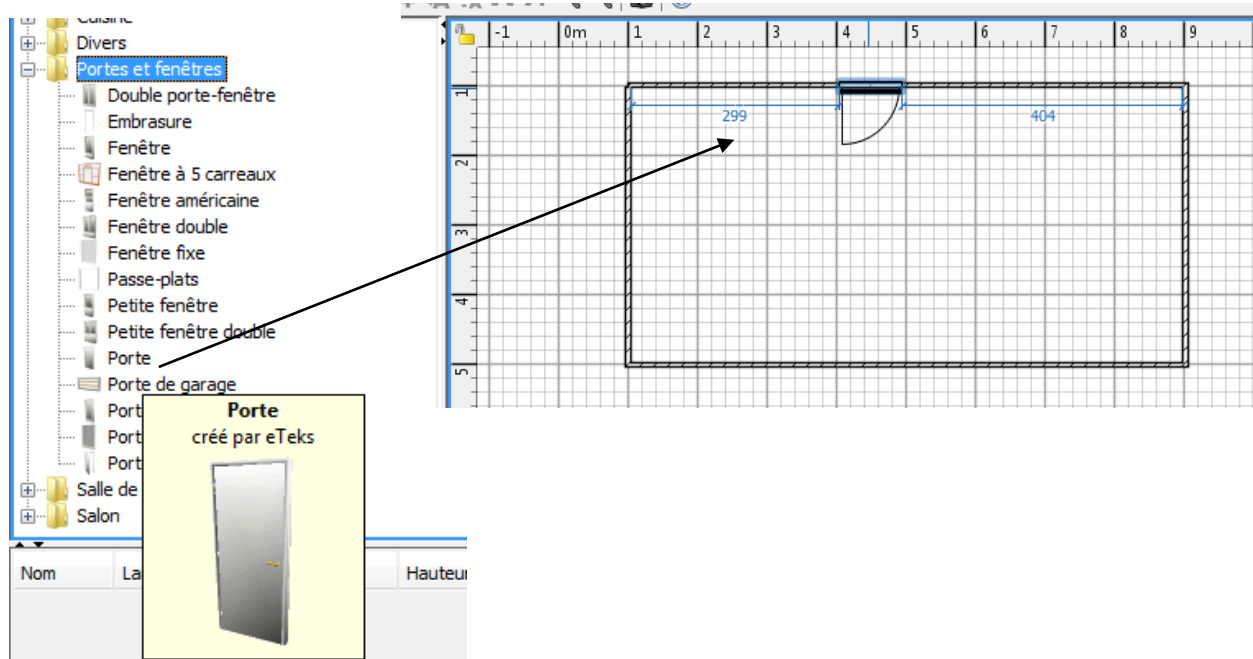 Cuisine
Divers
Portes et fenêtres
Double porte-fenêtre
Embrasure
Fenêtre
Fenêtre à 5 carreaux
Fenêtre américaine
Fenêtre double
Fenêtre fixe
Passe-plats
Petite fenêtre
Petite fenêtre double
Porte
Porte de garage
Port
Port
Port
Salle de
Salon
Porte
créé par eTeks
Nom La Hauteur
-1 0m 1 2 3 4 5 6 7 8 9
1
2
3
4
5
299 404